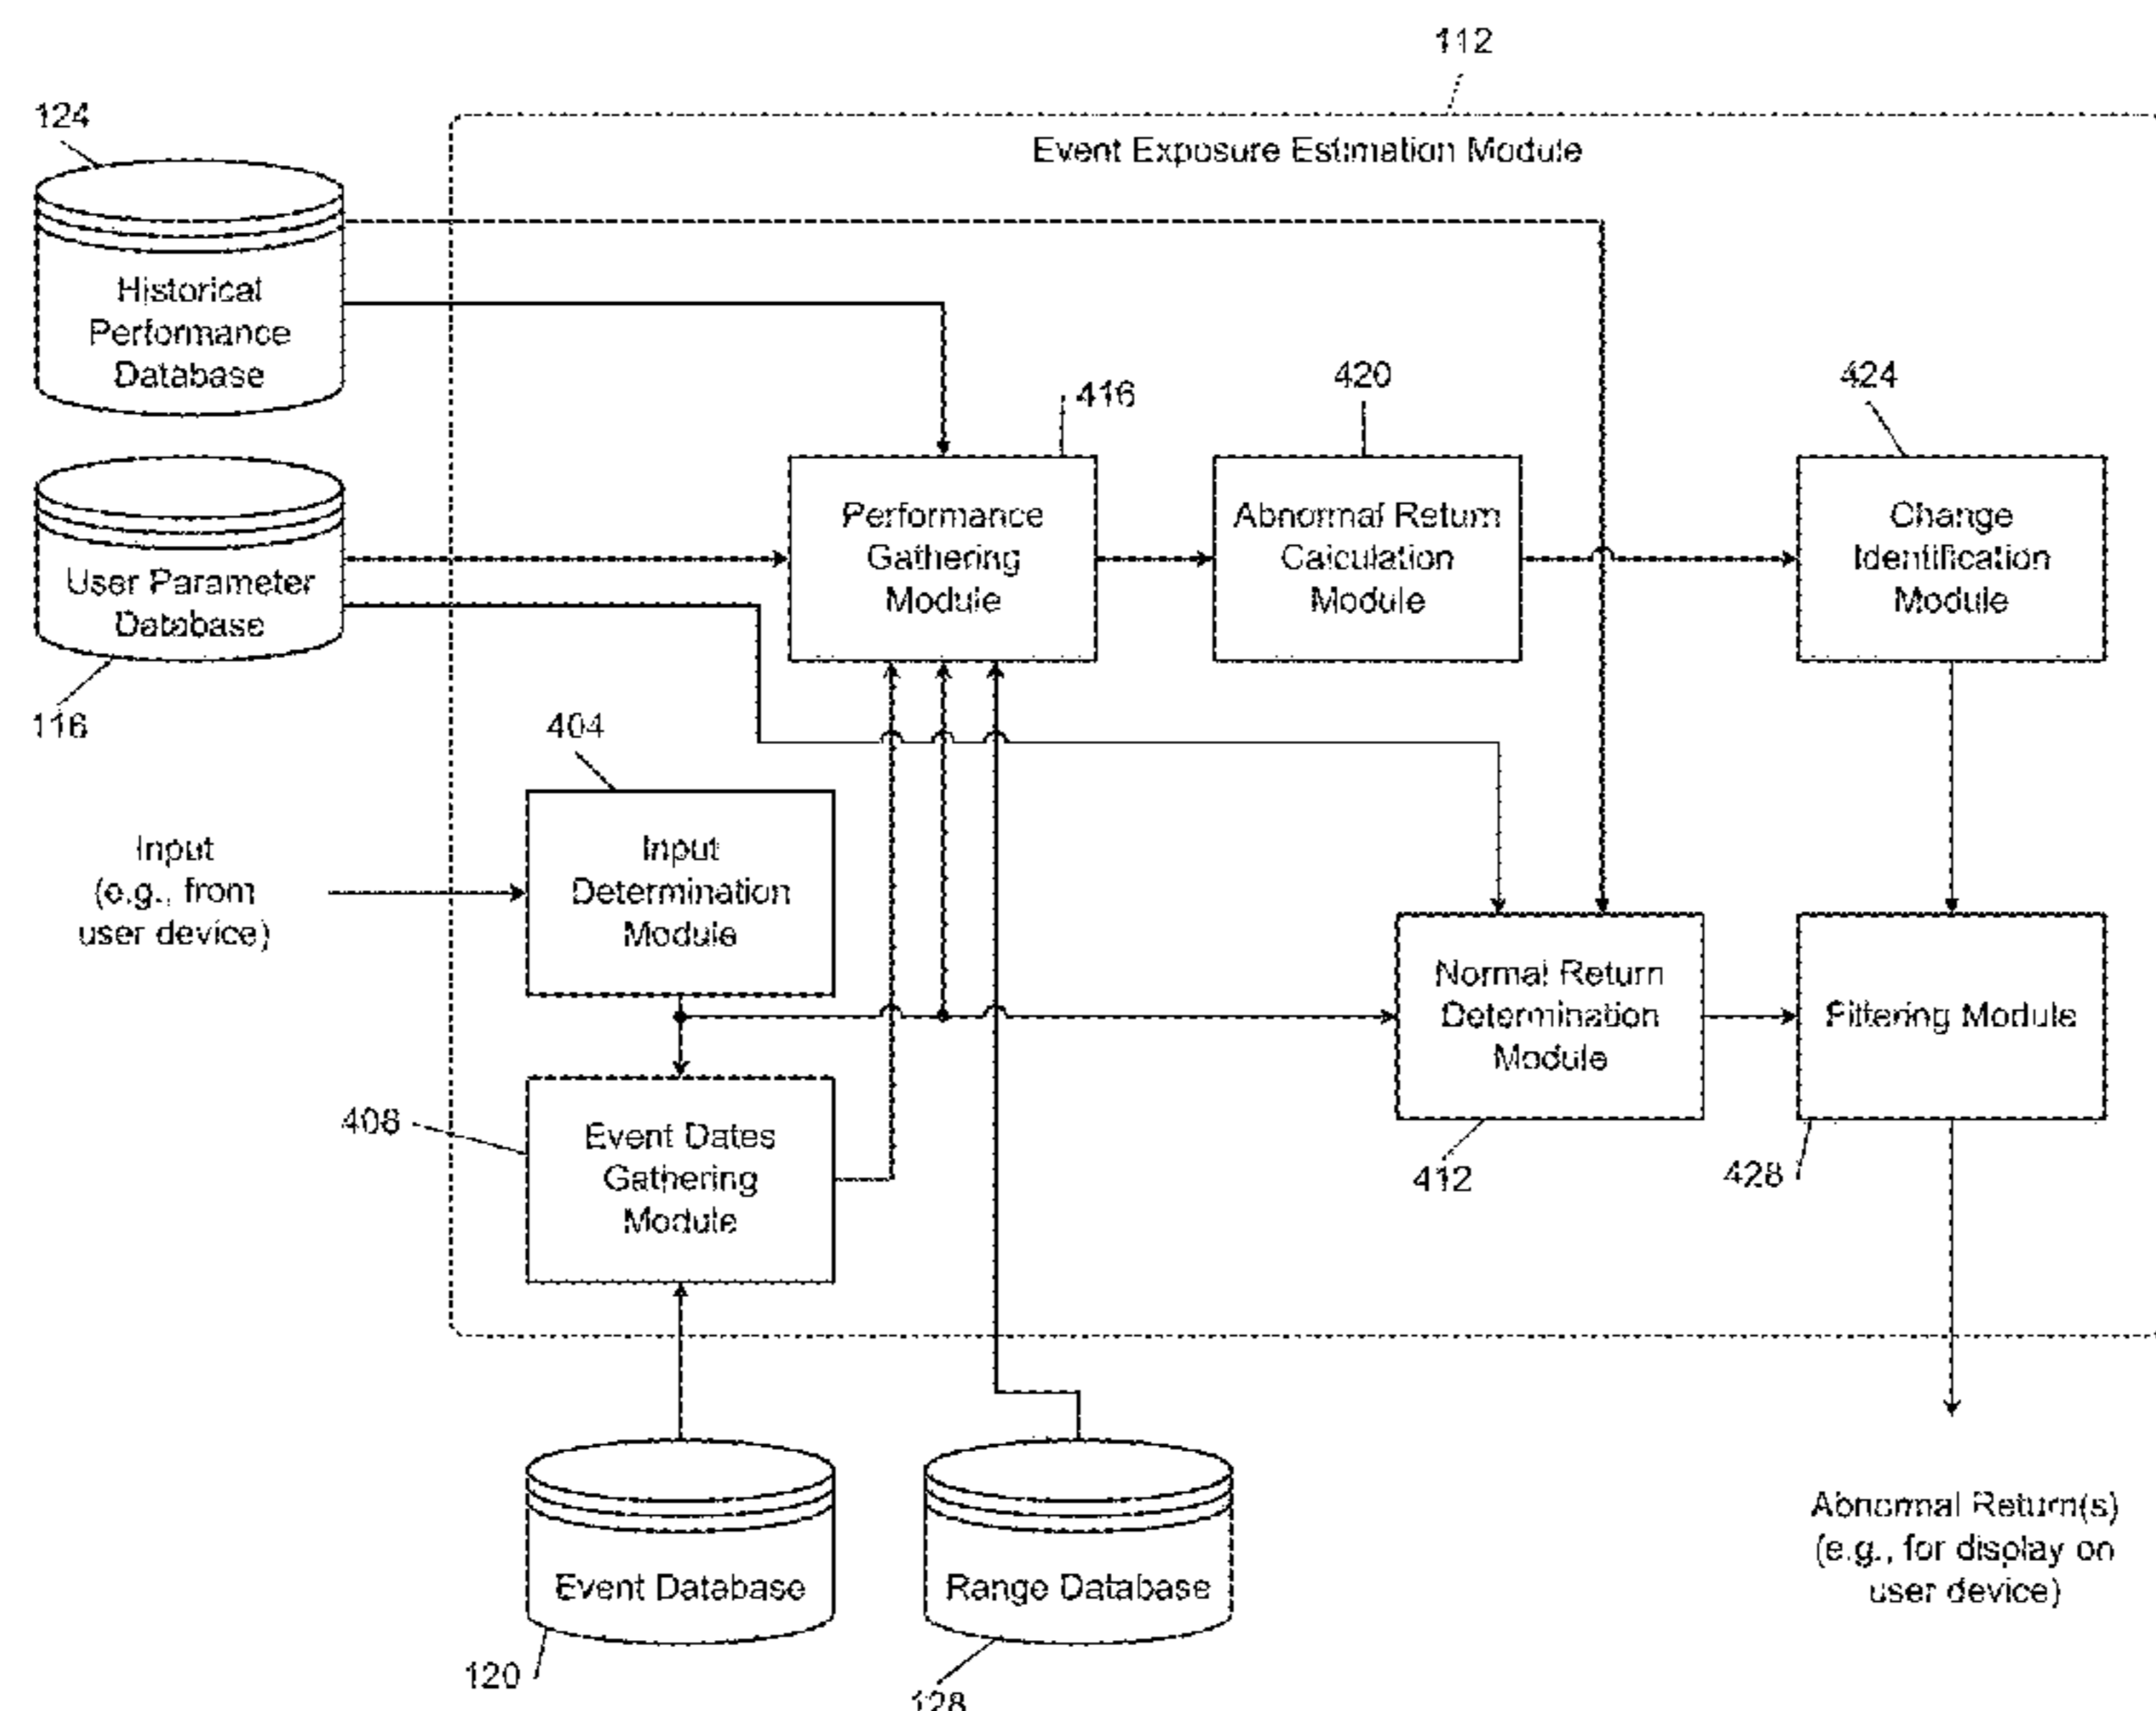 112
124
Event Exposure Estimation Module
Historical
Performance
Database
416
420
424
Performance
Gathering
Module
Abnormal Return
Calculation
Module
Change
Identification
Module
User Parameter
Database
116
404
Input
(e.g., from
user device)
Input
Determination
Module
Normal Return
Determination
Module
Filtering Module
408
Event Dates
Gathering
Module
412
428
Event Database
Range Database
Abnormal Return(s)
(e.g., for display on
user device)
120
128